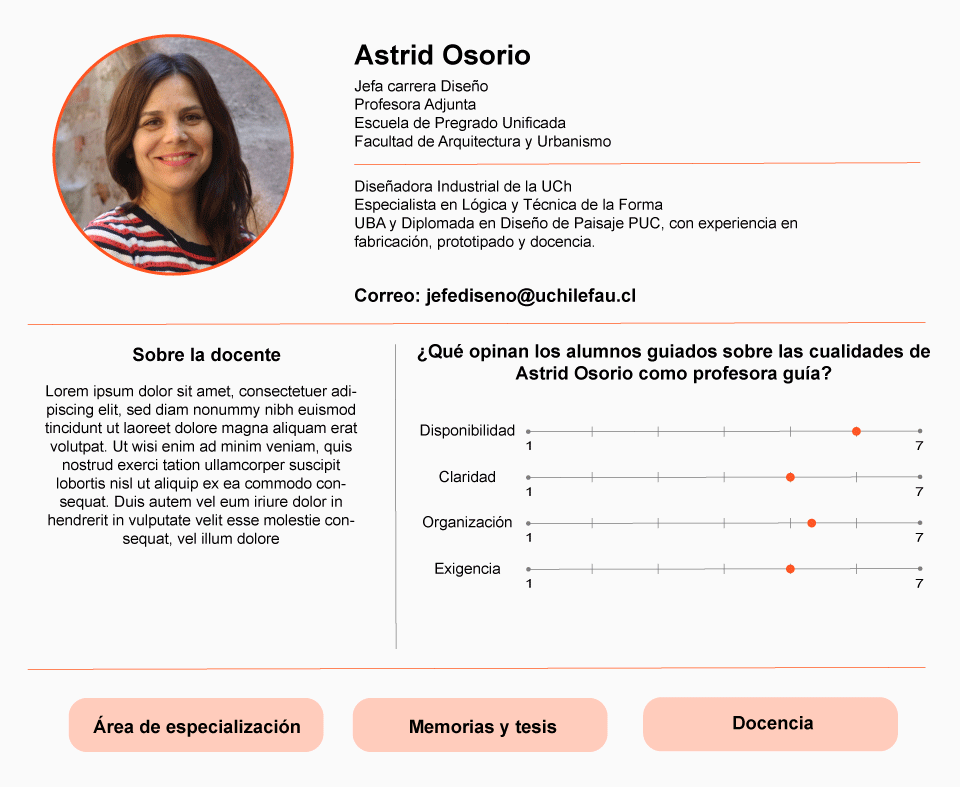 Astrid Osorio
Jefa carrera Diseño
Profesora Adjunta
Escuela de Pregrado Unificada
Facultad de Arquitectura y Urbanismo
Diseñadora Industrial de la UCh
Especialista en Lógica y Técnica de la Forma
UBA y Diplomada en Diseño de Paisaje PUC, con experiencia en
fabricación, prototipado y docencia.
Correo: jefediseno@uchilefau.cl
Sobre la docente
Lorem ipsum dolor sit amet, consectetuer adi-
piscing elit, sed diam nonummy nibh euismod
tincidunt ut laoreet dolore magna aliquam erat
volutpat. Ut wisi enim ad minim veniam, quis
nostrud exerci tation ullamcorper suscipit
lobortis nisl ut aliquip ex ea commodo con-
sequat. Duis autem vel eum iriure dolor in
hendrerit in vulputate velit esse molestie con-
sequat, vel illum dolore
¿Qué opinan los alumnos guiados sobre las cualidades de
Astrid Osorio como profesora guía?
Disponibilidad
1 7
Claridad
1 7
Organización
1 7
Exigencia
1 7
Área de especialización
Memorias y tesis
Docencia